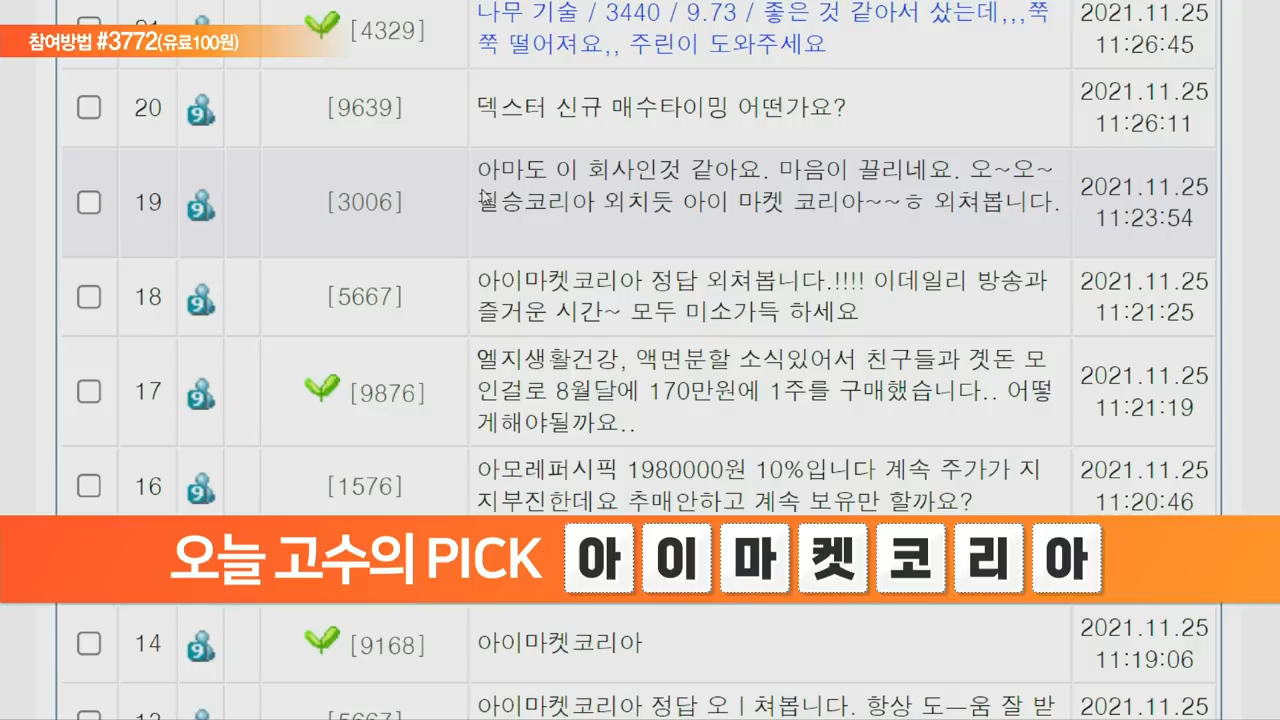 나무 기술 / 3440 / 9.73 / 좋은 것 같아서 샀는데,,,쭉
쭉 떨어져요,, 주린이 도와주세요
[4329]
2021.11.25
11:26:45
참여방법 #3772(유료100원)
20
[9639]
덱스터 신규 매수타이밍 어떤가요?
2021.11.25
11:26:11
19
[3006]
아마도 이 회사인것 같아요. 마음이 끌리네요. 오~오~
필승코리아 외치듯 아이 마켓 코리아~~ㅎ 외쳐봅니다.
2021.11.25
11:23:54
18
[5667]
아이마켓코리아 정답 외쳐봅니다.!!!! 이데일리 방송과
즐거운 시간~ 모두 미소가득 하세요
2021.11.25
11:21:25
17
[9876]
엘지생활건강, 액면분할 소식있어서 친구들과 곗돈 모
인걸로 8월달에 170만원에 1주를 구매했습니다.. 어떻
게해야될까요..
2021.11.25
11:21:19
16
[1576]
아모레퍼시픽 1980000원 10%입니다 계속 주가가 지
지부진한데요 추매안하고 계속 보유만 할까요?
2021.11.25
11:20:46
오늘 고수의 PICK 아이마켓코리아
14
[9168]
아이마켓코리아
2021.11.25
11:19:06
아이마켓코리아 정답 오ㅣ쳐봅니다. 항상 도ㅡ움 잘 받
2021.11.25